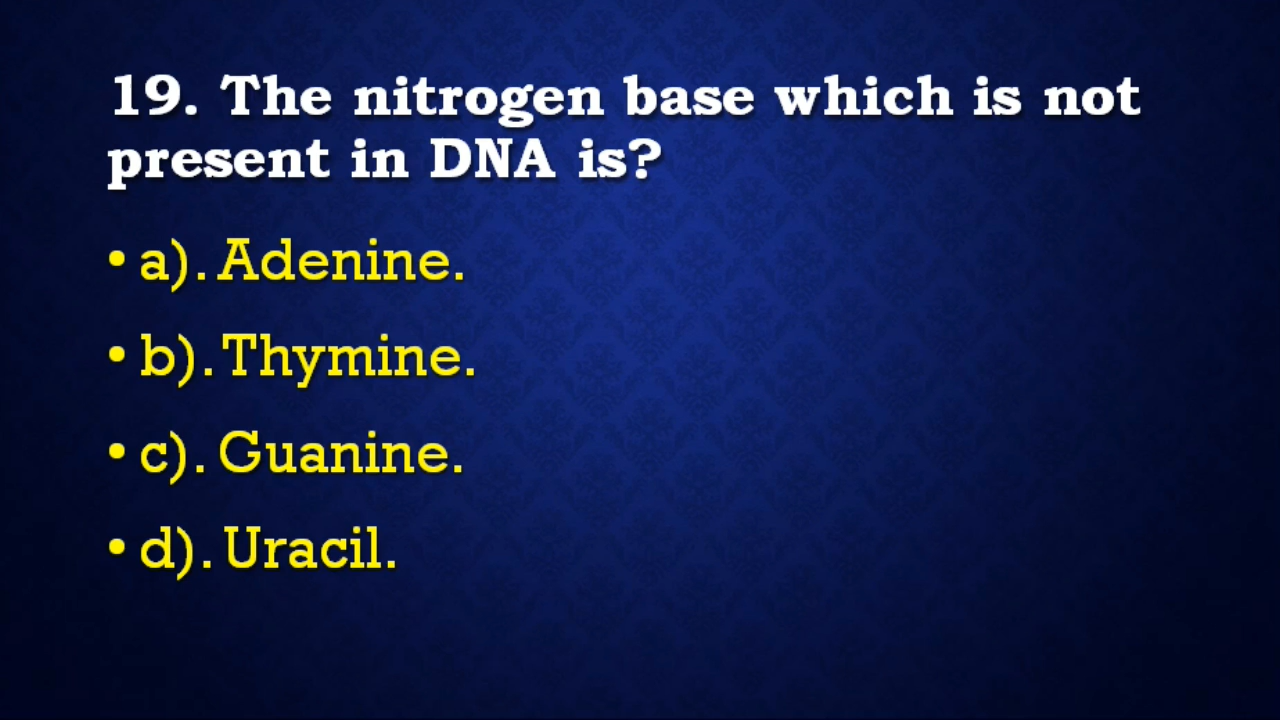 19. The nitrogen base which is not
present in DNA is?
• a). Adenine.
• b). Thymine.
• c). Guanine.
• d). Uracil.